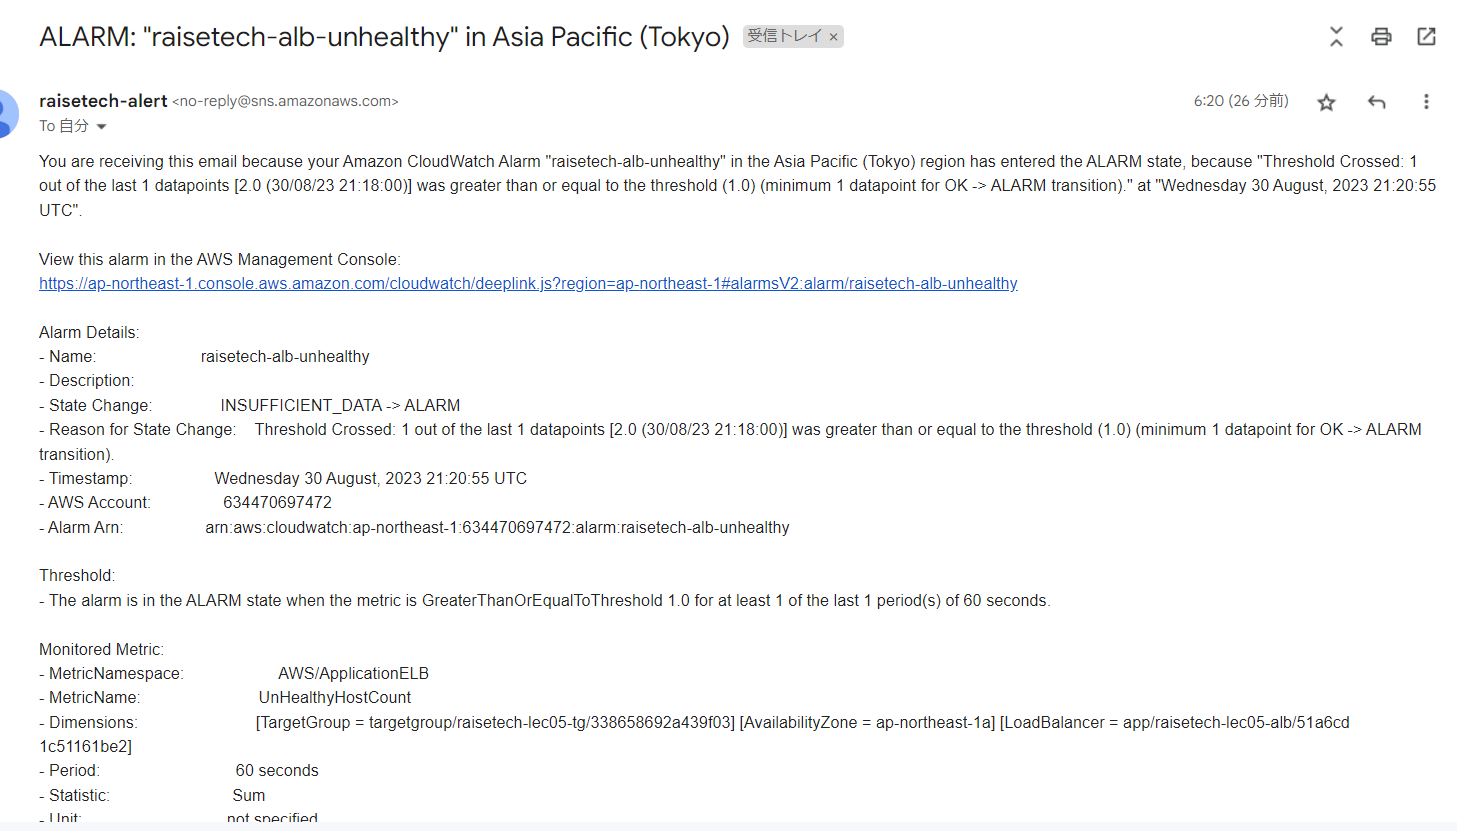 ALARM: "raisetech-alb-unhealthy" in Asia Pacific (Tokyo) 受信トレイ ×
raisetech-alert <no-reply@sns.amazonaws.com> 6:20 (26 分前)
To 自分
You are receiving this email because your Amazon CloudWatch Alarm "raisetech-alb-unhealthy" in the Asia Pacific (Tokyo) region has entered the ALARM state, because "Threshold Crossed: 1
out of the last 1 datapoints [2.0 (30/08/23 21:18:00)] was greater than or equal to the threshold (1.0) (minimum 1 datapoint for OK -> ALARM transition)." at "Wednesday 30 August, 2023 21:20:55
UTC".
View this alarm in the AWS Management Console:
https://ap-northeast-1.console.aws.amazon.com/cloudwatch/deeplink.js?region=ap-northeast-1#alarmsV2:alarm/raisetech-alb-unhealthy
Alarm Details:
- Name: raisetech-alb-unhealthy
- Description:
- State Change: INSUFFICIENT_DATA -> ALARM
- Reason for State Change: Threshold Crossed: 1 out of the last 1 datapoints [2.0 (30/08/23 21:18:00)] was greater than or equal to the threshold (1.0) (minimum 1 datapoint for OK -> ALARM
transition).
- Timestamp: Wednesday 30 August, 2023 21:20:55 UTC
- AWS Account: 634470697472
- Alarm Arn: arn:aws:cloudwatch:ap-northeast-1:634470697472:alarm:raisetech-alb-unhealthy
Threshold:
- The alarm is in the ALARM state when the metric is GreaterThanOrEqualToThreshold 1.0 for at least 1 of the last 1 period(s) of 60 seconds.
Monitored Metric:
- MetricNamespace: AWS/ApplicationELB
- MetricName: UnHealthyHostCount
- Dimensions: [TargetGroup = targetgroup/raisetech-lec05-tg/338658692a439f03] [AvailabilityZone = ap-northeast-1a] [LoadBalancer = app/raisetech-lec05-alb/51a6cd
1c51161be2]
- Period: 60 seconds
- Statistic: Sum
- Unit: not specified